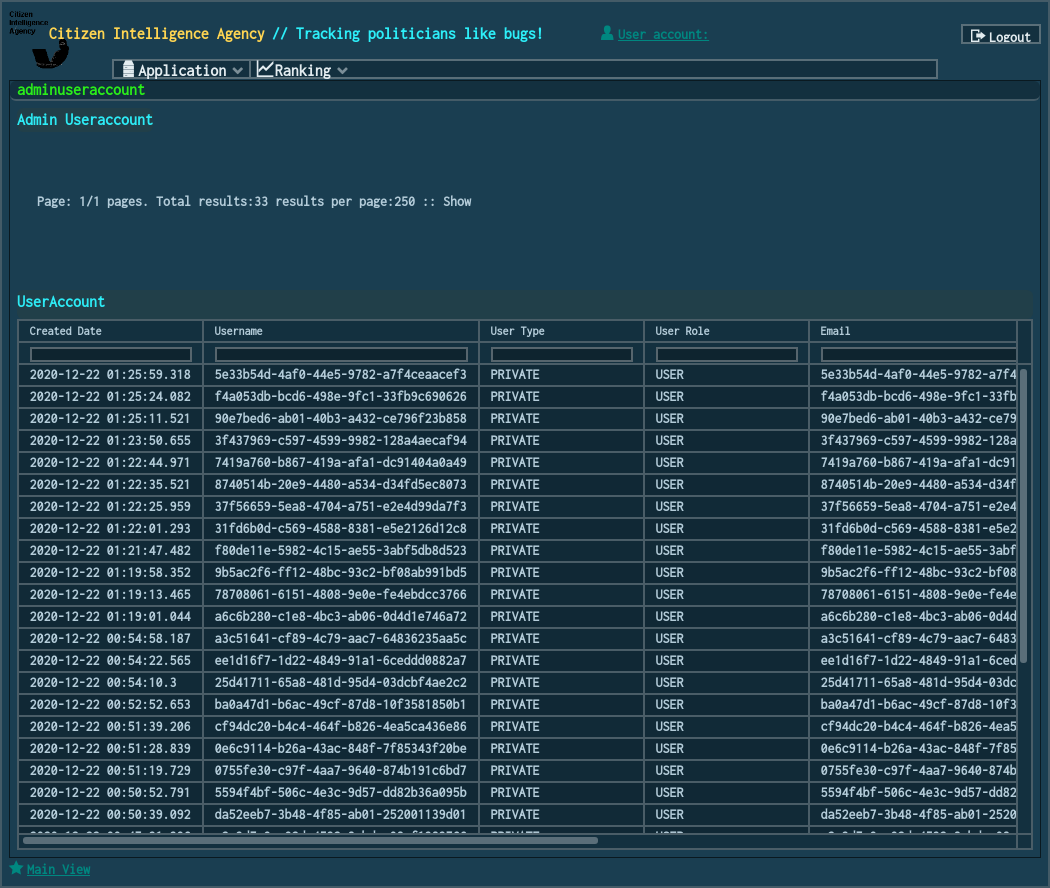 Citizen
Intelligence
Agency
Citizen Intelligence Agency // Tracking politicians like bugs!
User account:
Logout
Application
Ranking
adminuseraccount
Admin Useraccount
Page: 1/1 pages. Total results:33 results per page:250 :: Show
UserAccount
Created Date Username User Type User Role Email
2020-12-22 01:25:59.318 5e33b54d-4af0-44e5-9782-a7f4ceaacef3 PRIVATE USER 5e33b54d-4af0-44e5-9782-a7f4
2020-12-22 01:25:24.082 f4a053db-bcd6-498e-9fc1-33fb9c690626 PRIVATE USER f4a053db-bcd6-498e-9fc1-33fb
2020-12-22 01:25:11.521 90e7bed6-ab01-40b3-a432-ce796f23b858 PRIVATE USER 90e7bed6-ab01-40b3-a432-ce79
2020-12-22 01:23:50.655 3f437969-c597-4599-9982-128a4aecaf94 PRIVATE USER 3f437969-c597-4599-9982-128a
2020-12-22 01:22:44.971 7419a760-b867-419a-afa1-dc91404a0a49 PRIVATE USER 7419a760-b867-419a-afa1-dc91
2020-12-22 01:22:35.521 8740514b-20e9-4480-a534-d34fd5ec8073 PRIVATE USER 8740514b-20e9-4480-a534-d34f
2020-12-22 01:22:25.959 37f56659-5ea8-4704-a751-e2e4d99da7f3 PRIVATE USER 37f56659-5ea8-4704-a751-e2e4
2020-12-22 01:22:01.293 31fd6b0d-c569-4588-8381-e5e2126d12c8 PRIVATE USER 31fd6b0d-c569-4588-8381-e5e2
2020-12-22 01:21:47.482 f80de11e-5982-4c15-ae55-3abf5db8d523 PRIVATE USER f80de11e-5982-4c15-ae55-3abf
2020-12-22 01:19:58.352 9b5ac2f6-ff12-48bc-93c2-bf08ab991bd5 PRIVATE USER 9b5ac2f6-ff12-48bc-93c2-bf08
2020-12-22 01:19:13.465 78708061-6151-4808-9e0e-fe4ebdcc3766 PRIVATE USER 78708061-6151-4808-9e0e-fe4e
2020-12-22 01:19:01.044 a6c6b280-c1e8-4bc3-ab06-0d4d1e746a72 PRIVATE USER a6c6b280-c1e8-4bc3-ab06-0d4d
2020-12-22 00:54:58.187 a3c51641-cf89-4c79-aac7-64836235aa5c PRIVATE USER a3c51641-cf89-4c79-aac7-6483
2020-12-22 00:54:22.565 ee1d16f7-1d22-4849-91a1-6ceddd0882a7 PRIVATE USER ee1d16f7-1d22-4849-91a1-6ced
2020-12-22 00:54:10.3 25d41711-65a8-481d-95d4-03dcbf4ae2c2 PRIVATE USER 25d41711-65a8-481d-95d4-03dc
2020-12-22 00:52:52.653 ba0a47d1-b6ac-49cf-87d8-10f3581850b1 PRIVATE USER ba0a47d1-b6ac-49cf-87d8-10f3
2020-12-22 00:51:39.206 cf94dc20-b4c4-464f-b826-4ea5ca436e86 PRIVATE USER cf94dc20-b4c4-464f-b826-4ea5
2020-12-22 00:51:28.839 0e6c9114-b26a-43ac-848f-7f85343f20be PRIVATE USER 0e6c9114-b26a-43ac-848f-7f85
2020-12-22 00:51:19.729 0755fe30-c97f-4aa7-9640-874b191c6bd7 PRIVATE USER 0755fe30-c97f-4aa7-9640-874b
2020-12-22 00:50:52.791 5594f4bf-506c-4e3c-9d57-dd82b36a095b PRIVATE USER 5594f4bf-506c-4e3c-9d57-dd82
2020-12-22 00:50:39.092 da52eeb7-3b48-4f85-ab01-252001139d01 PRIVATE USER da52eeb7-3b48-4f85-ab01-2520
Main View